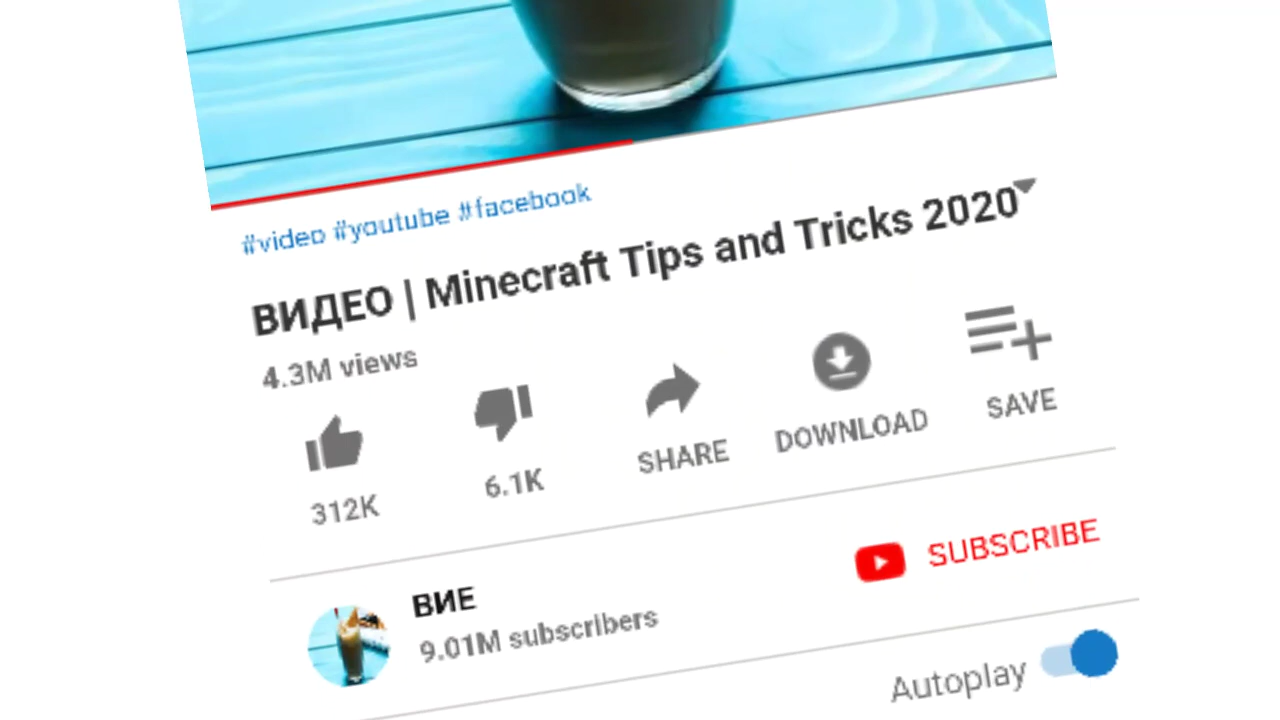 #video #youtube #facebook
ВИДЕО | Minecraft Tips and Tricks 2020
4.3M views
312K
6.1K
SHARE
DOWNLOAD
SAVE
ВИЕ
9.01M subscribers
SUBSCRIBE
Autoplay